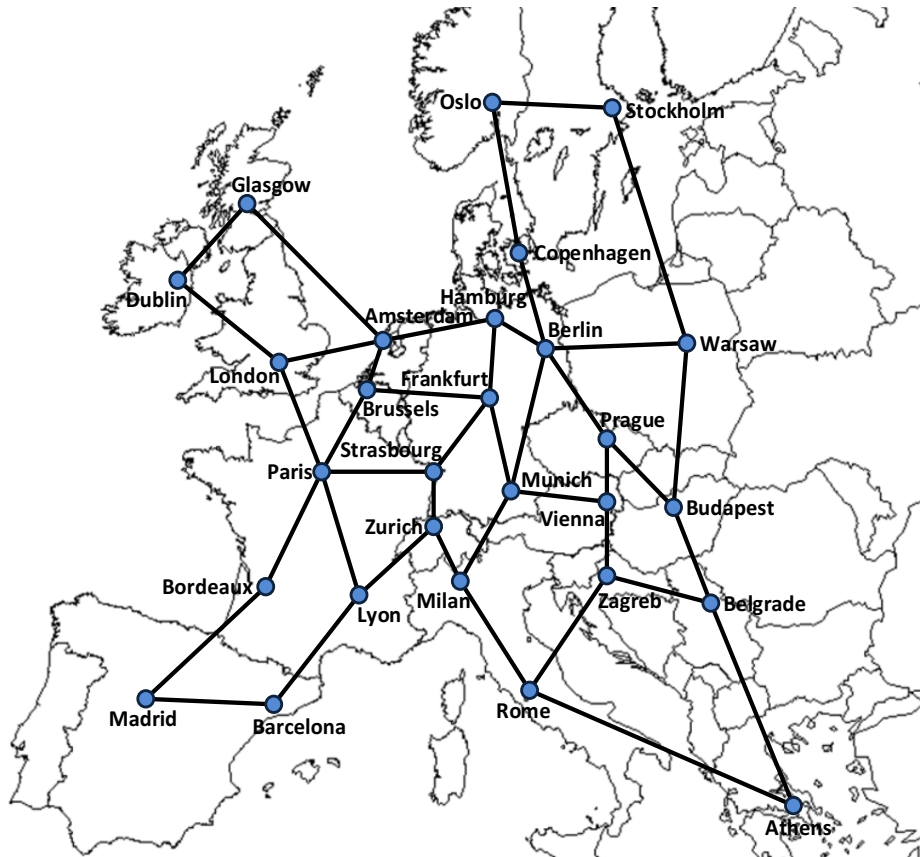 Oslo
Stockholm
Glasgow
Copenhagen
Dublin
Hamburg
Amsterdam
Berlin
Warsaw
London
Frankfurt
Brussels
Prague
Strasbourg
Paris
Munich
Vienna
Budapest
Zurich
Bordeaux
Milan
Zagreb
Belgrade
Lyon
Madrid
Rome
Barcelona
Athens